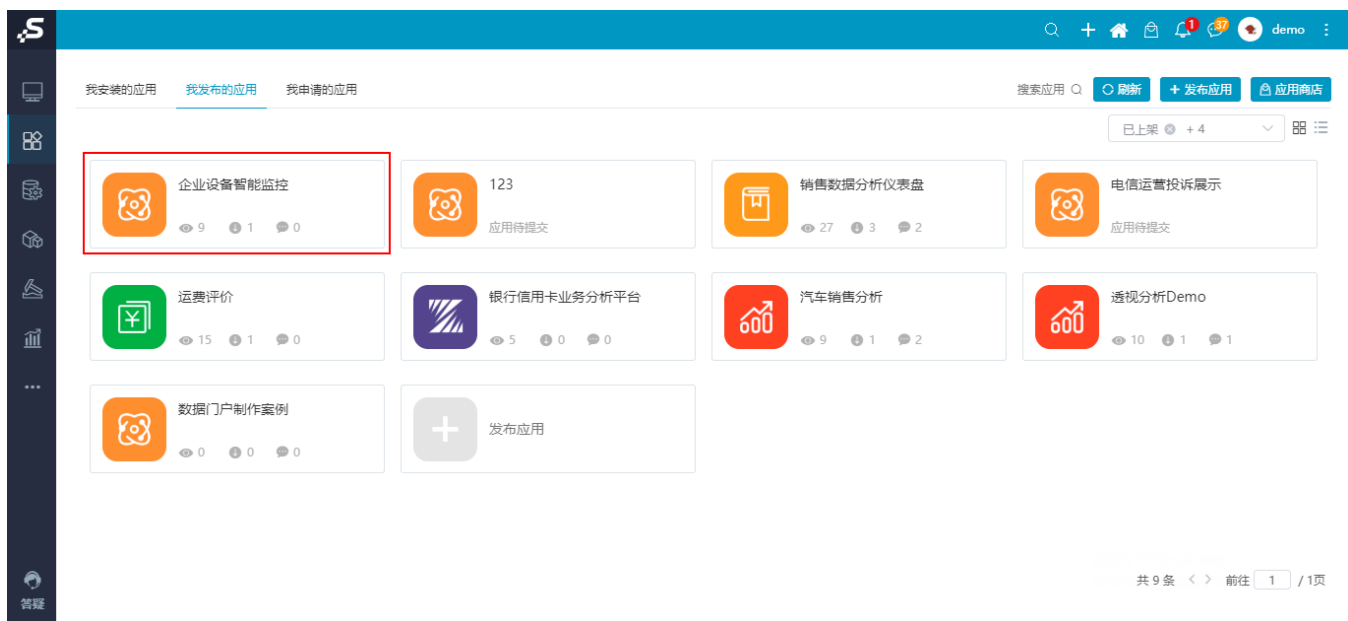 S
1 37 demo
我安装的应用 我发布的应用 我申请的应用 搜索应用 刷新 + 发布应用 应用商店
已上架 + 4
企业设备智能监控
9 1 0
123
应用待提交
销售数据分析仪表盘
27 3 2
电信运营投诉展示
应用待提交
运费评价
15 1 0
银行信用卡业务分析平台
5 0 0
汽车销售分析
9 1 2
透视分析Demo
10 1 1
数据门户制作案例
0 0 0
发布应用
共 9 条 < > 前往 1 / 1页
答疑